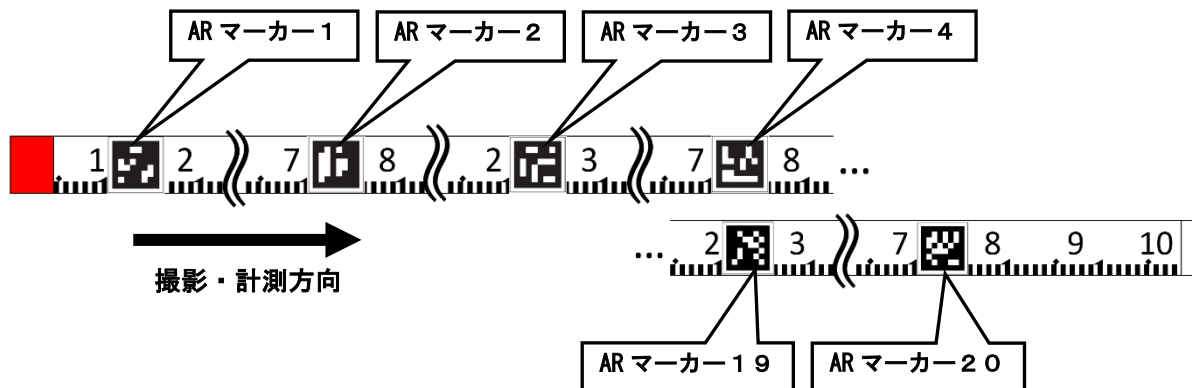 AR マーカー１ AR マーカー２ AR マーカー３ AR マーカー４
1 2 7 8 2 3 7 8 …
… 2 3 7 8 9 10
撮影・計測方向
AR マーカー１９ AR マーカー２０